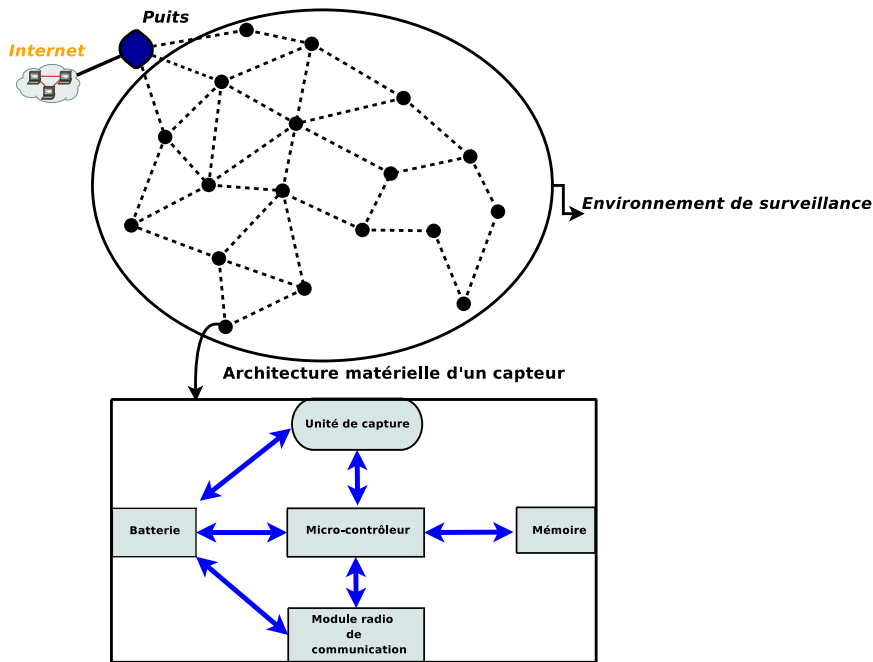 Puits
Internet
Environnement de surveillance
Architecture matérielle d'un capteur
Unité de capture
Batterie
Micro-contrôleur
Mémoire
Module radio
de
communication